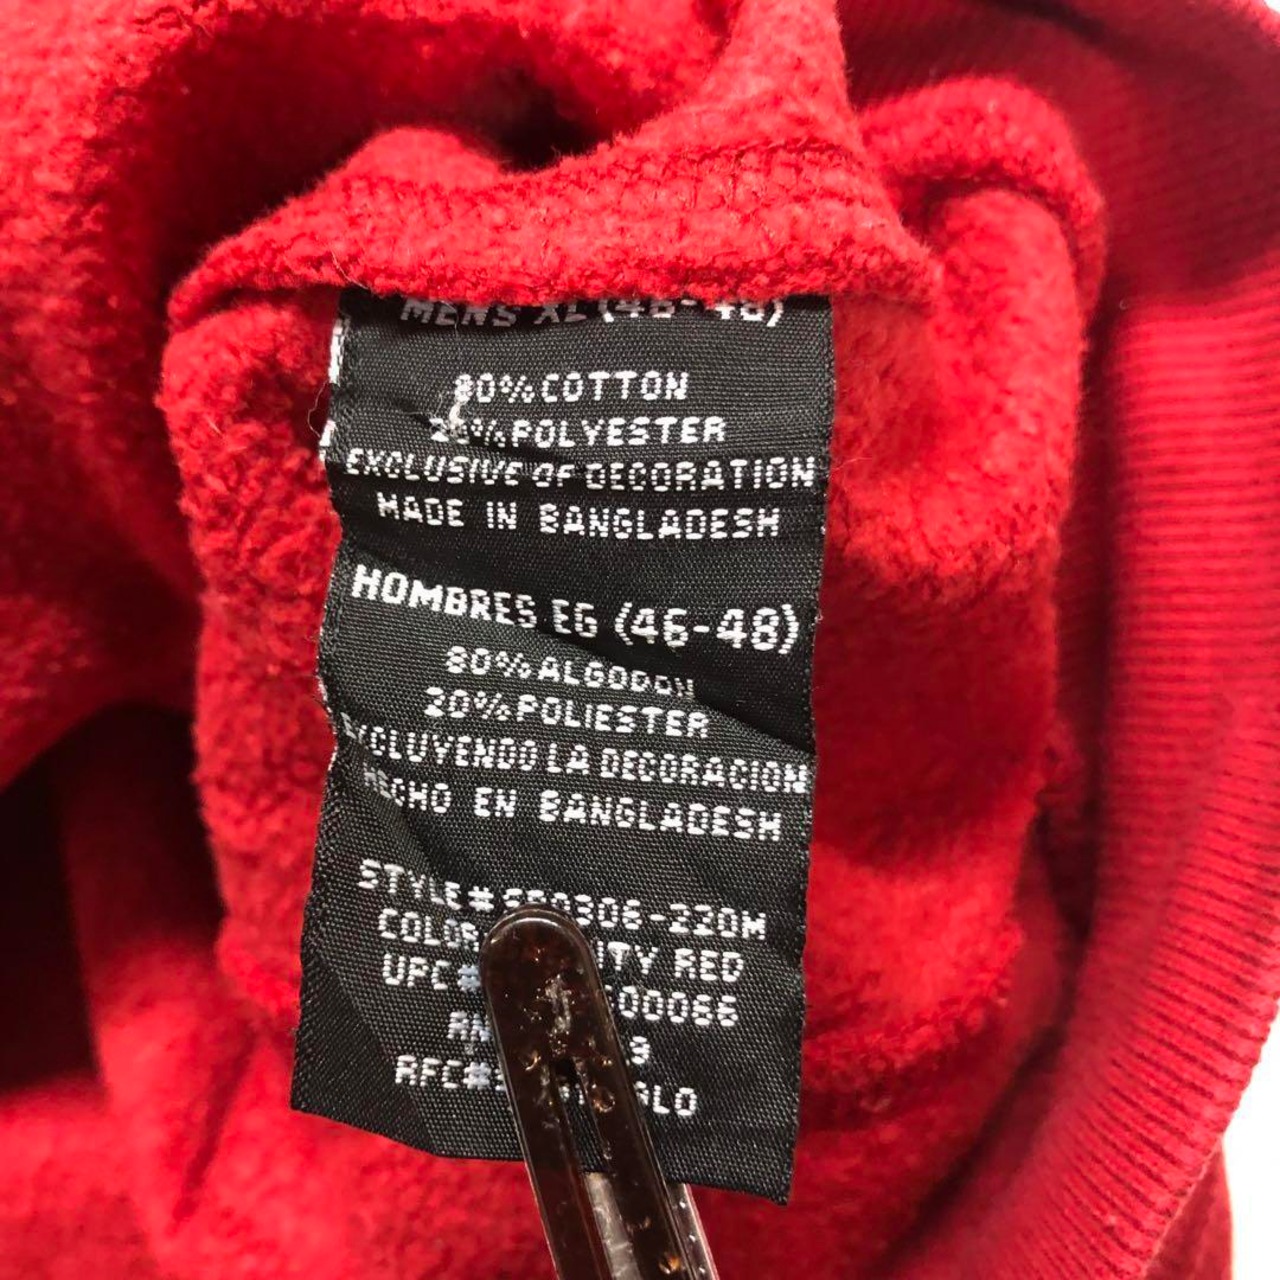 MENS XL (46-48)
80% COTTON
20% POLYESTER
EXCLUSIVE OF DECORATION
MADE IN BANGLADESH
HOMBRES EG (46-48)
80% ALGODON
20% POLIESTER
EXCLUYENDO LA DECORACION
HECHO EN BANGLADESH
STYLE#
COLOR RED
UPC#
RFC#